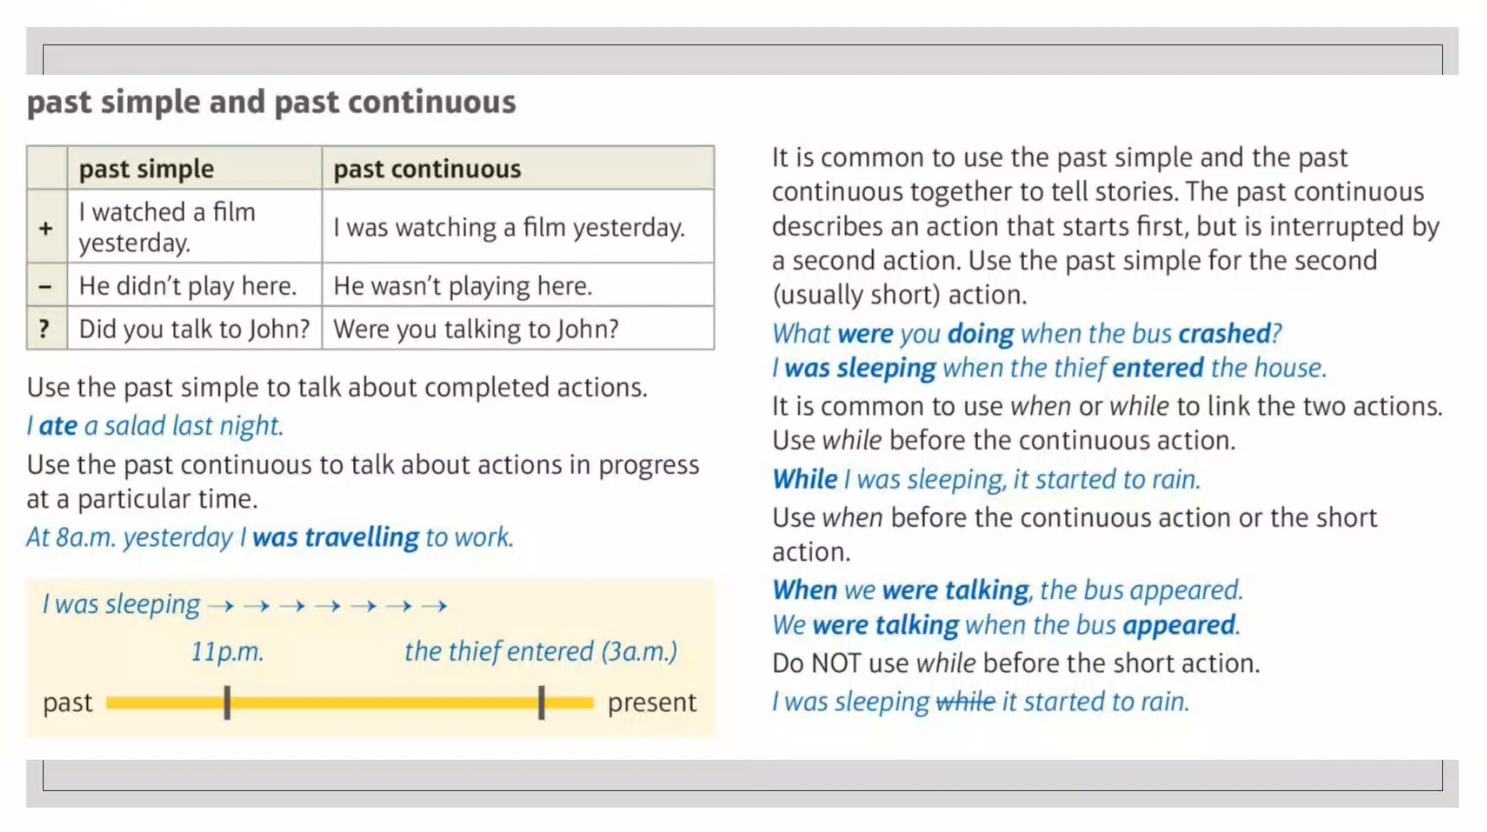 past simple and past continuous
past simple past continuous
+ I watched a film yesterday. I was watching a film yesterday.
– He didn't play here. He wasn't playing here.
? Did you talk to John? Were you talking to John?
Use the past simple to talk about completed actions.
I ate a salad last night.
Use the past continuous to talk about actions in progress
at a particular time.
At 8a.m. yesterday I was travelling to work.
I was sleeping → → → → → → →
11p.m. the thief entered (3a.m.)
past present
It is common to use the past simple and the past
continuous together to tell stories. The past continuous
describes an action that starts first, but is interrupted by
a second action. Use the past simple for the second
(usually short) action.
What were you doing when the bus crashed?
I was sleeping when the thief entered the house.
It is common to use when or while to link the two actions.
Use while before the continuous action.
While I was sleeping, it started to rain.
Use when before the continuous action or the short
action.
When we were talking, the bus appeared.
We were talking when the bus appeared.
Do NOT use while before the short action.
I was sleeping while it started to rain.